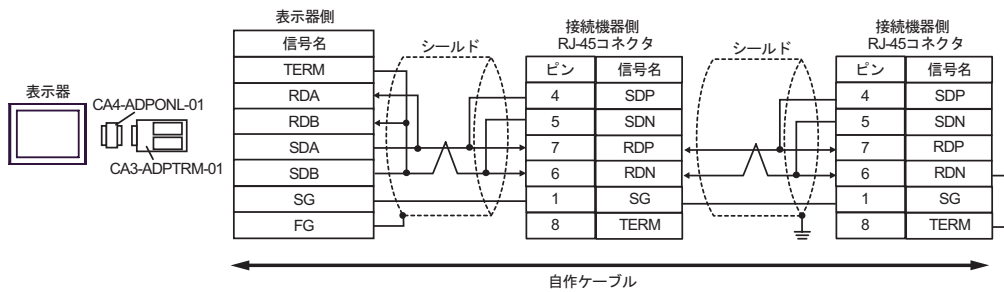 表示器
CA4-ADPONL-01
CA3-ADPTRM-01
表示器側
信号名
TERM
RDA
RDB
SDA
SDB
SG
FG
シールド
接続機器側
RJ-45コネクタ
ピン 信号名
4 SDP
5 SDN
7 RDP
6 RDN
1 SG
8 TERM
シールド
接続機器側
RJ-45コネクタ
ピン 信号名
4 SDP
5 SDN
7 RDP
6 RDN
1 SG
8 TERM
自作ケーブル